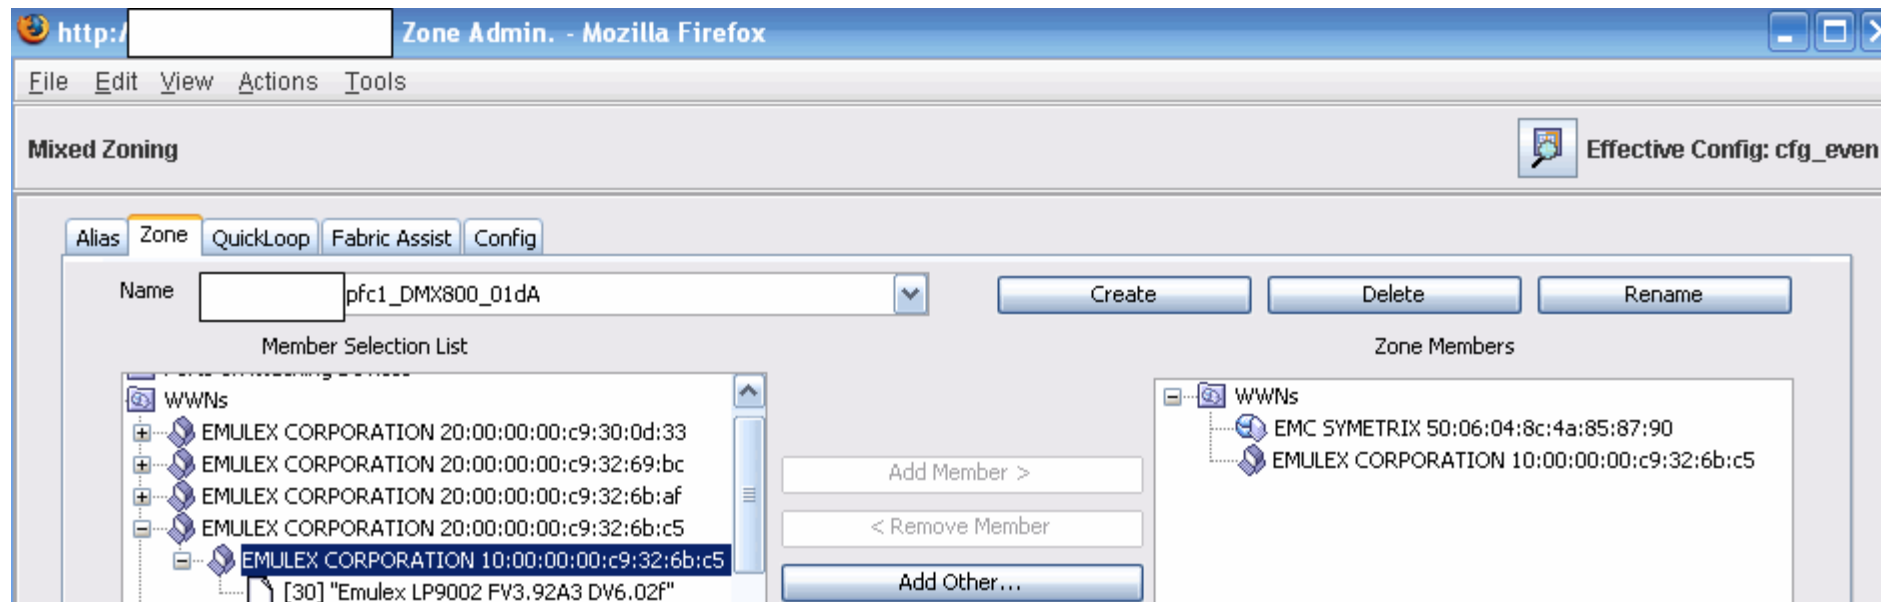 http:/ Zone Admin. - Mozilla Firefox
File Edit View Actions Tools
Mixed Zoning
Effective Config: cfg_even
Alias Zone QuickLoop Fabric Assist Config
Name pfc1_DMX800_01dA
Create Delete Rename
Member Selection List
Zone Members
WWNs
EMULEX CORPORATION 20:00:00:00:c9:30:0d:33
EMULEX CORPORATION 20:00:00:00:c9:32:69:bc
EMULEX CORPORATION 20:00:00:00:c9:32:6b:af
EMULEX CORPORATION 20:00:00:00:c9:32:6b:c5
EMULEX CORPORATION 10:00:00:00:c9:32:6b:c5
[30] "Emulex LP9002 FV3.92A3 DV6.02f"
Add Member >
< Remove Member
Add Other...
WWNs
EMC SYMETRIX 50:06:04:8c:4a:85:87:90
EMULEX CORPORATION 10:00:00:00:c9:32:6b:c5